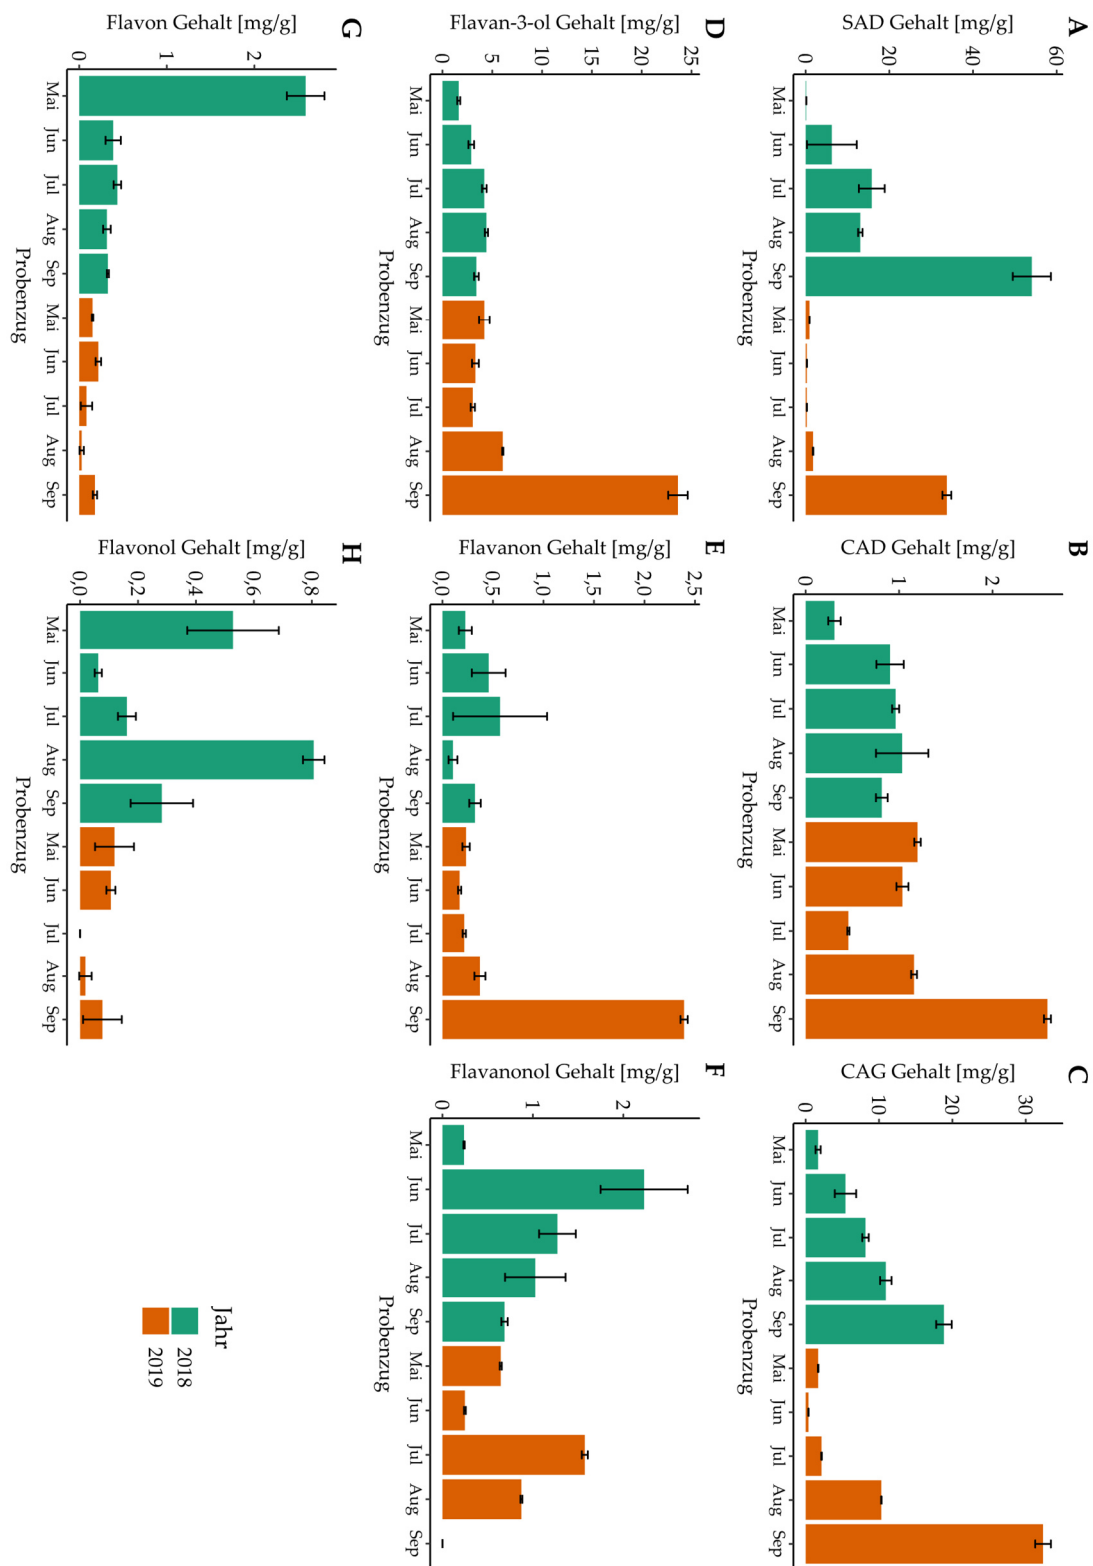 A
SAD Gehalt [mg/g]
0 20 40 60
Mai Jun Jul Aug Sep Mai Jun Jul Aug Sep
Probenzug
B
CAD Gehalt [mg/g]
0 1 2
Mai Jun Jul Aug Sep Mai Jun Jul Aug Sep
Probenzug
C
CAG Gehalt [mg/g]
0 10 20 30
Mai Jun Jul Aug Sep Mai Jun Jul Aug Sep
Probenzug
D
Flavan-3-ol Gehalt [mg/g]
0 5 10 15 20 25
Mai Jun Jul Aug Sep Mai Jun Jul Aug Sep
Probenzug
E
Flavanon Gehalt [mg/g]
0,0 0,5 1,0 1,5 2,0 2,5
Mai Jun Jul Aug Sep Mai Jun Jul Aug Sep
Probenzug
F
Flavanonol Gehalt [mg/g]
0 1 2
Mai Jun Jul Aug Sep Mai Jun Jul Aug Sep
Probenzug
G
Flavon Gehalt [mg/g]
0 1 2
Mai Jun Jul Aug Sep Mai Jun Jul Aug Sep
Probenzug
H
Flavonol Gehalt [mg/g]
0,0 0,2 0,4 0,6 0,8
Mai Jun Jul Aug Sep Mai Jun Jul Aug Sep
Probenzug
Jahr
2018
2019